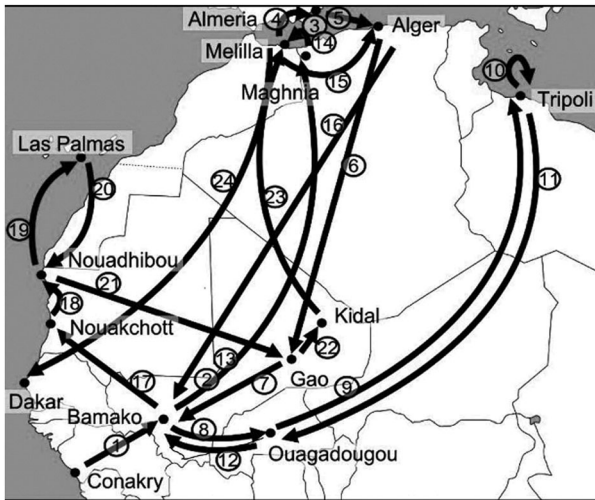 Almeria
4
3
5
Alger
Melilla
14
10
15
Maghnia
Tripoli
16
Las Palmas
6
11
20
24
23
19
Nouadhibou
21
18
Kidal
Nouakchott
22
13
Gao
17
2
7
9
Dakar
Bamako
8
1
12
Ouagadougou
Conakry